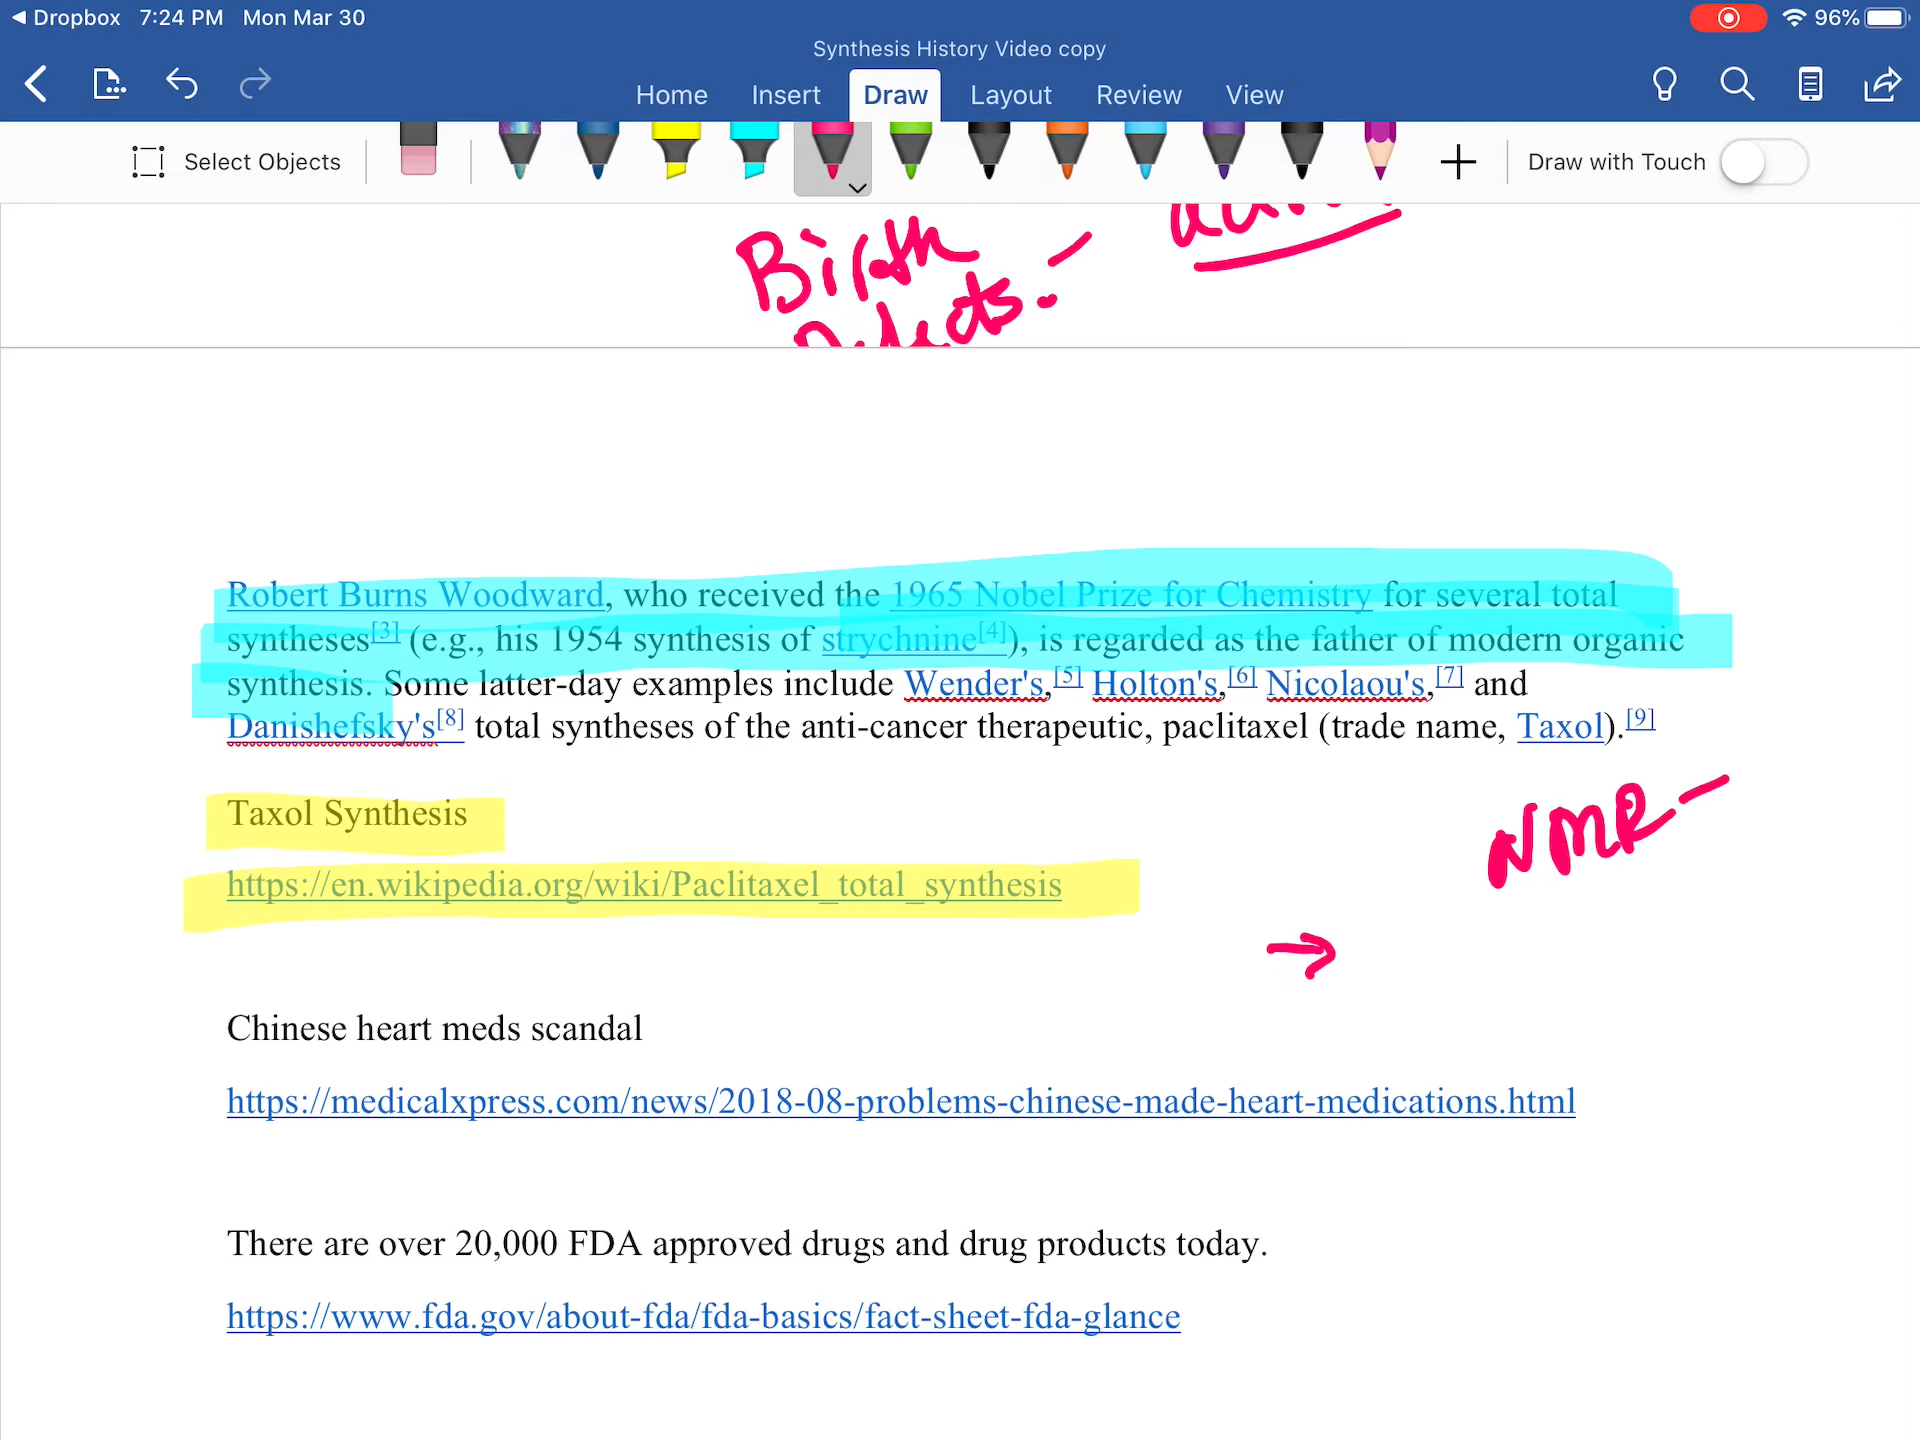 Dropbox 7:24 PM Mon Mar 30 96%
Synthesis History Video copy
Home Insert Draw Layout Review View
Select Objects Draw with Touch
Birth
Defects.
Robert Burns Woodward, who received the 1965 Nobel Prize for Chemistry for several total
syntheses[3] (e.g., his 1954 synthesis of strychnine[4]), is regarded as the father of modern organic
synthesis. Some latter-day examples include Wender's,[5] Holton's,[6] Nicolaou's,[7] and
Danishefsky's[8] total syntheses of the anti-cancer therapeutic, paclitaxel (trade name, Taxol).[9]
Taxol Synthesis
NMR -
https://en.wikipedia.org/wiki/Paclitaxel_total_synthesis
→
Chinese heart meds scandal
https://medicalxpress.com/news/2018-08-problems-chinese-made-heart-medications.html
There are over 20,000 FDA approved drugs and drug products today.
https://www.fda.gov/about-fda/fda-basics/fact-sheet-fda-glance